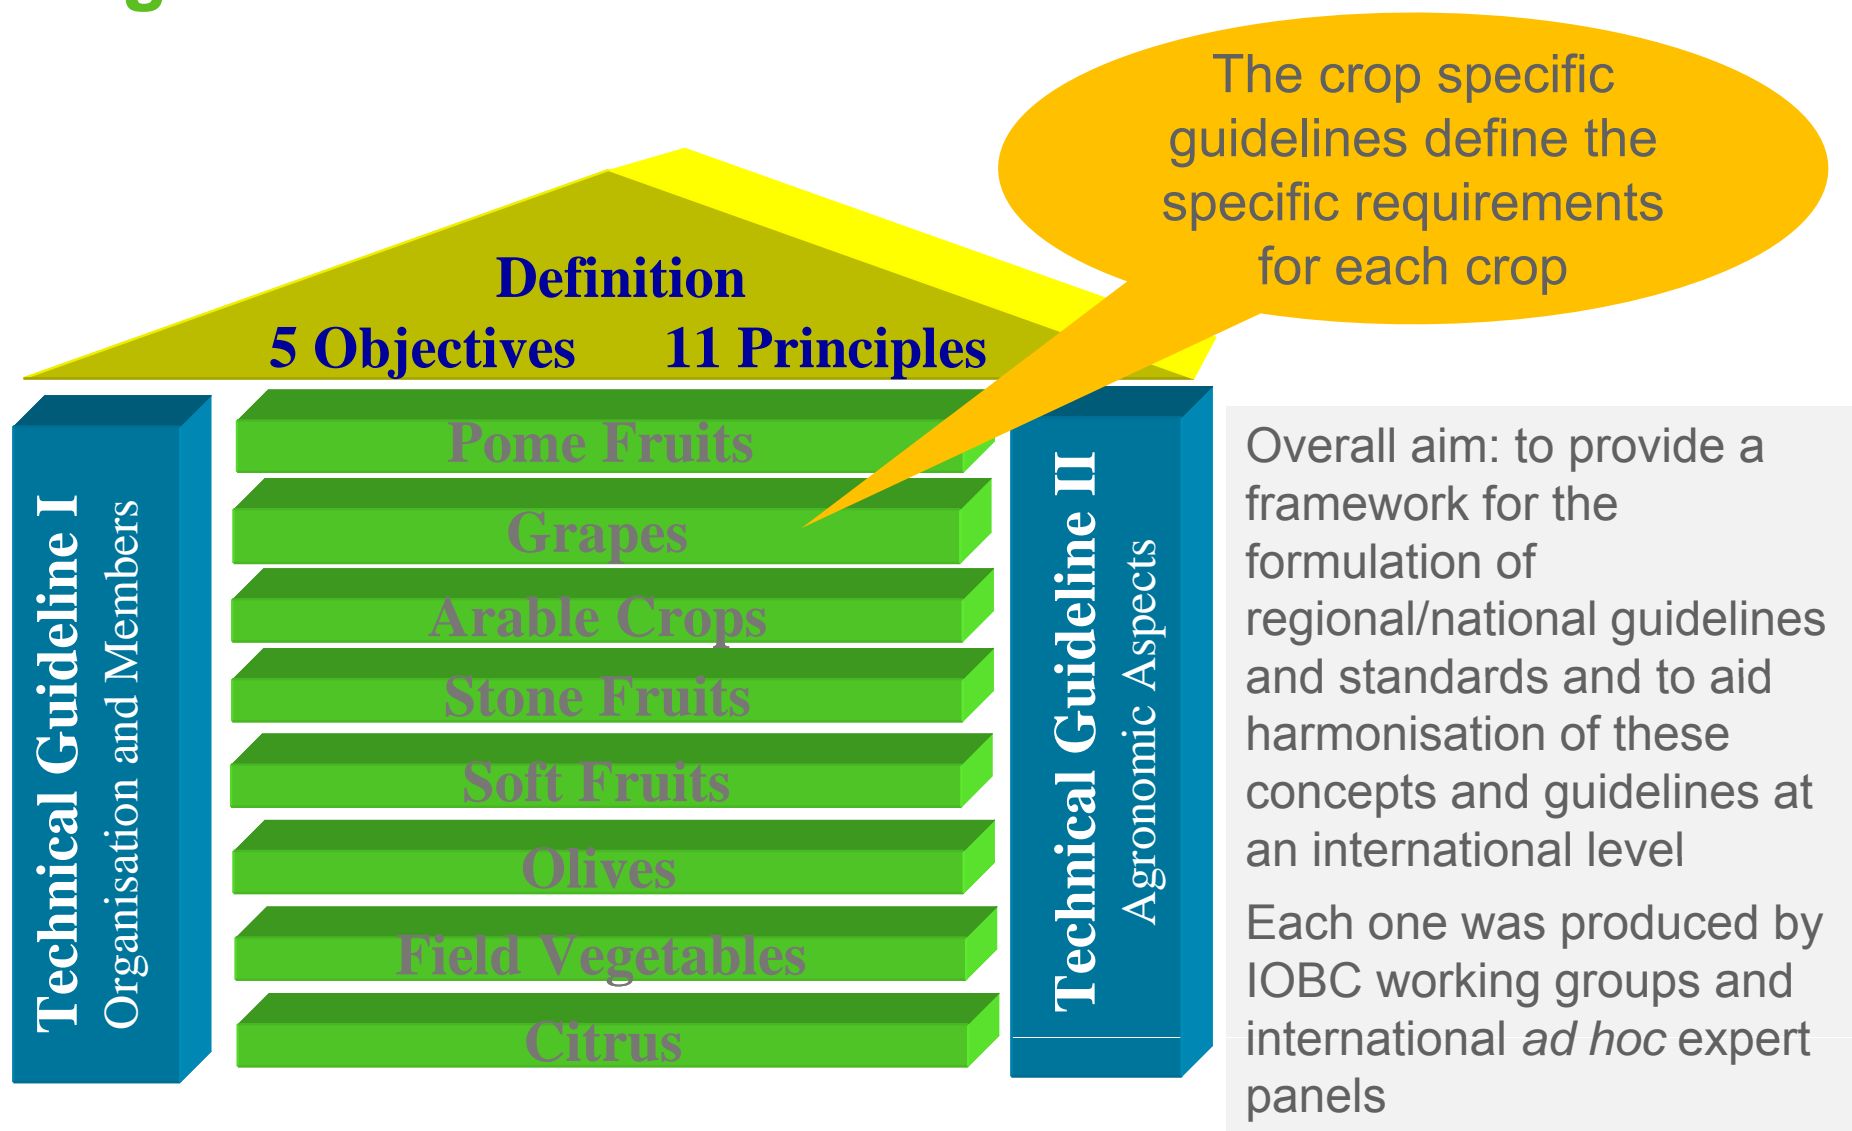 The crop specific
guidelines define the
specific requirements
for each crop
Definition
5 Objectives 11 Principles
Technical Guideline I
Organisation and Members
Pome Fruits
Grapes
Arable Crops
Stone Fruits
Soft Fruits
Olives
Field Vegetables
Citrus
Technical Guideline II
Agronomic Aspects
Overall aim: to provide a
framework for the
formulation of
regional/national guidelines
and standards and to aid
harmonisation of these
concepts and guidelines at
an international level
Each one was produced by
IOBC working groups and
international ad hoc expert
panels